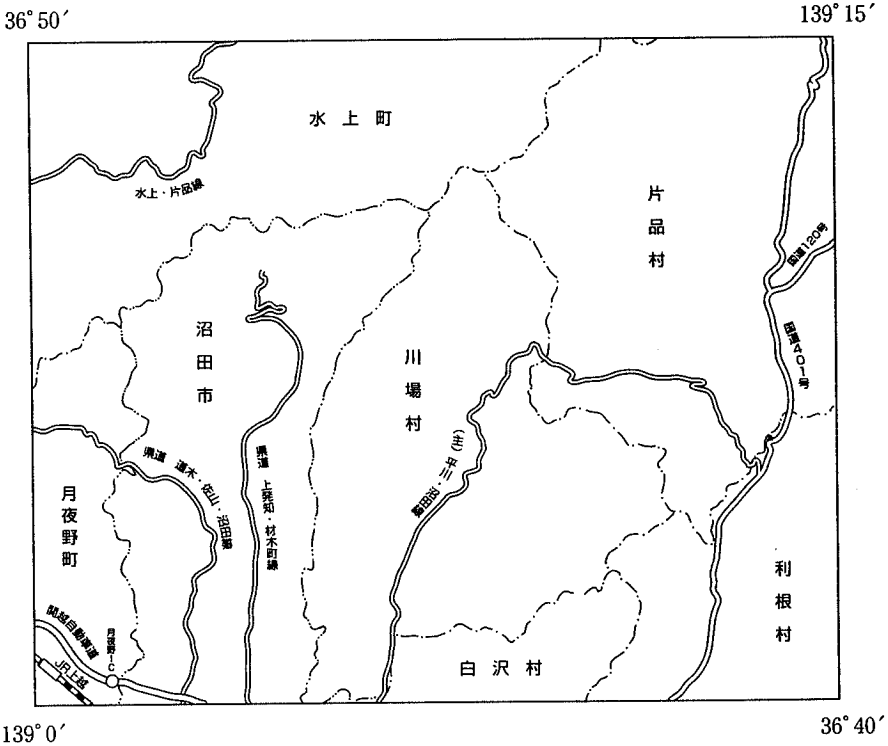 36°50′
139°15′
水上町
水上・片品線
片品村
国道120号
沼田市
川場村
国道401号
(主)平川・沼田線
県道 道木・佐山・沼田線
県道 上発知・材木町線
月夜野町
利根村
関越自動車道
月夜野IC
JR上越
白沢村
139°0′
36°40′